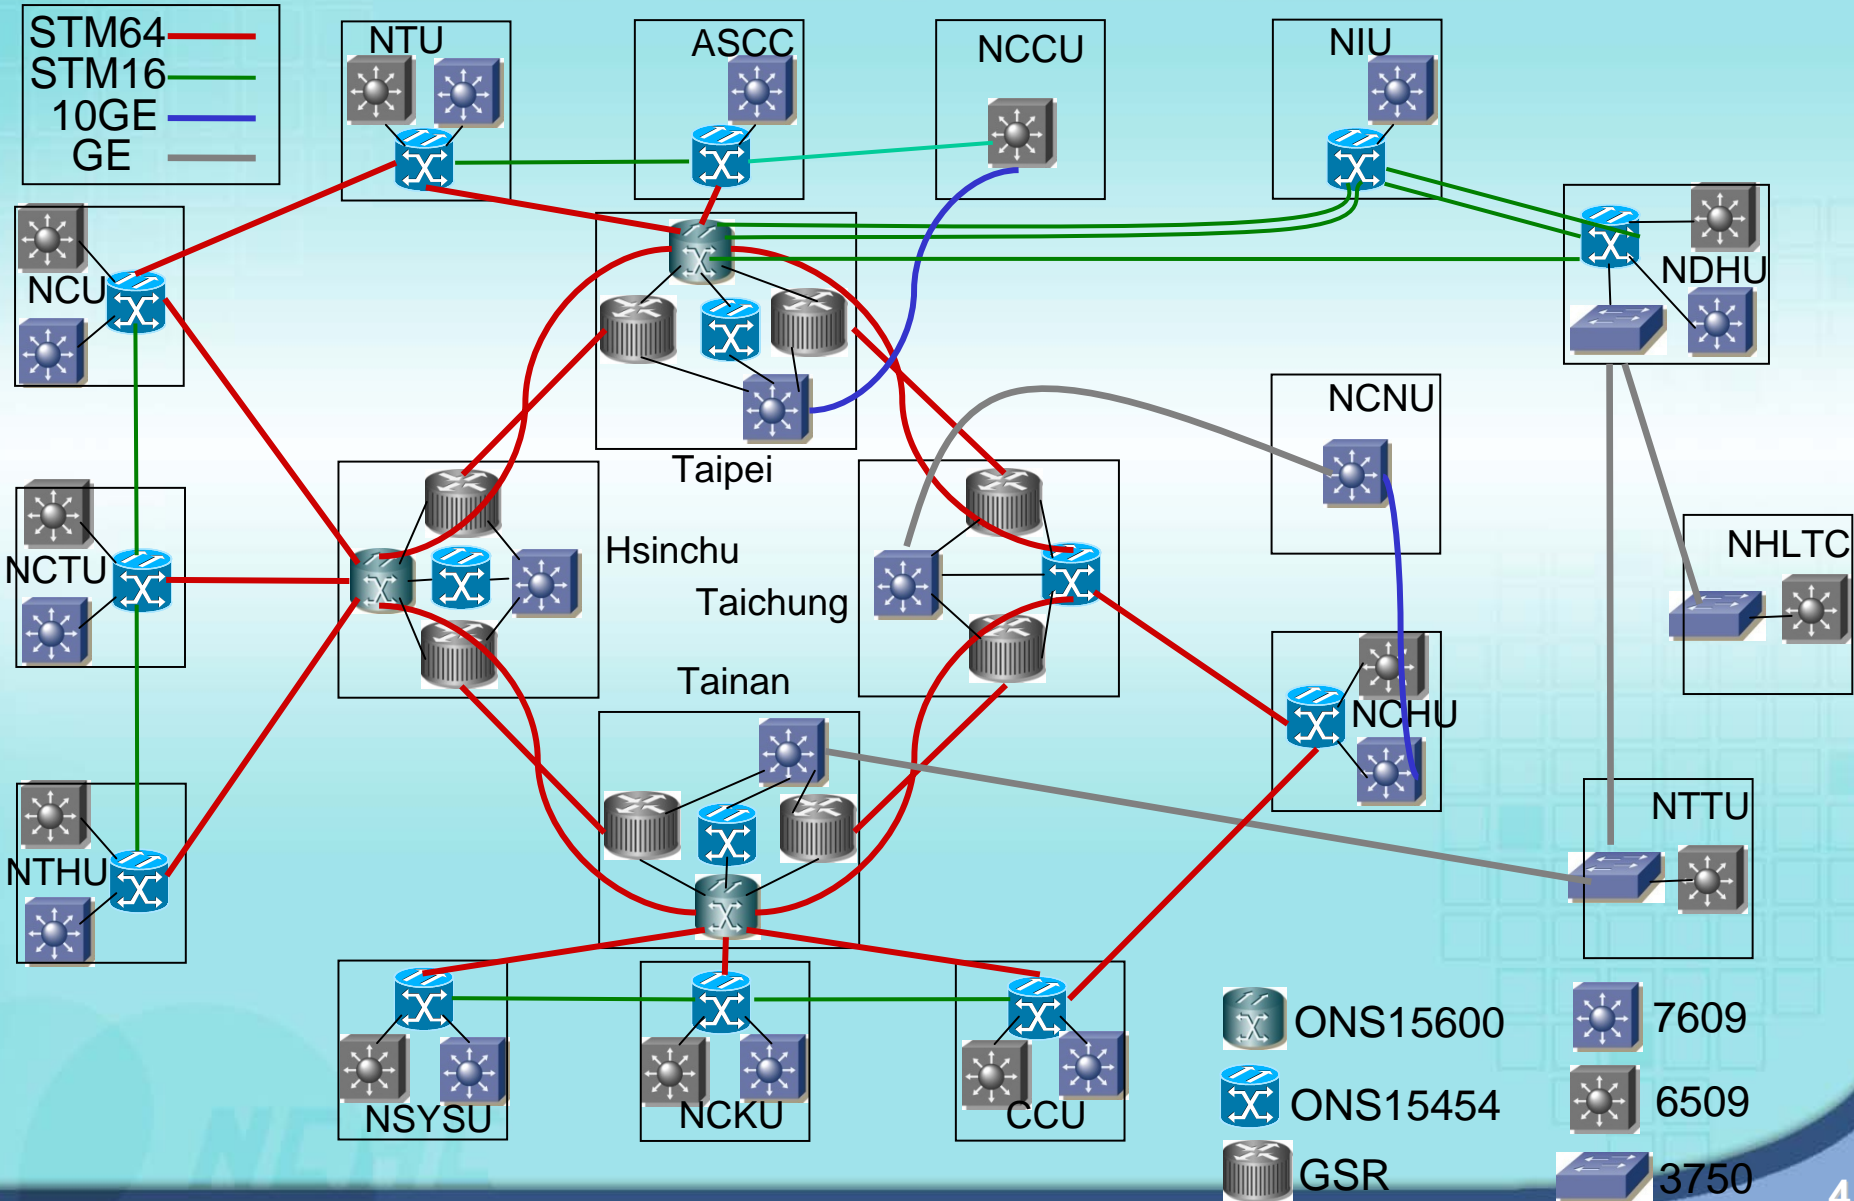 STM64
STM16
10GE
GE
NTU
ASCC
NCCU
NIU
NCU
NDHU
NCNU
Taipei
NCTU
Hsinchu
Taichung
NHLTC
Tainan
NCHU
NTHU
NTTU
NSYSU
NCKU
CCU
ONS15600
7609
ONS15454
6509
GSR
3750
4